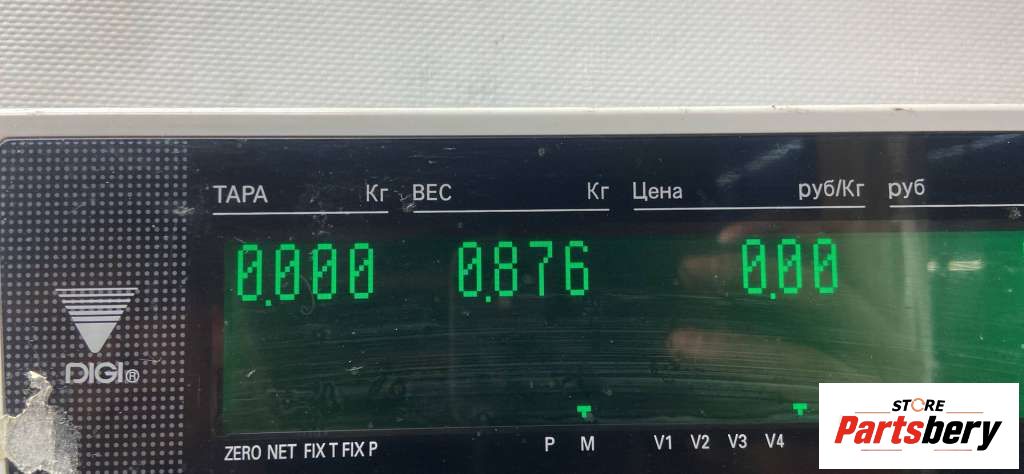 ТАРА Кг ВЕС Кг Цена руб/Кг руб
0.000 0.876 0.00
DIGI®
ZERO NET FIX T FIX P P M V1 V2 V3 V4
STORE
Partsbery